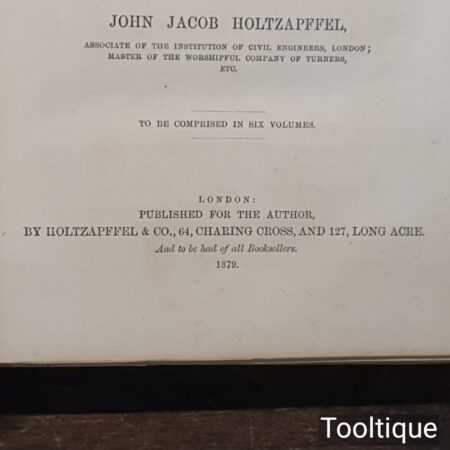 JOHN JACOB HOLTZAPFFEL,
ASSOCIATE OF THE INSTITUTION OF CIVIL ENGINEERS, LONDON;
MASTER OF THE WORSHIPFUL COMPANY OF TURNERS,
ETC.
TO BE COMPRISED IN SIX VOLUMES.
LONDON:
PUBLISHED FOR THE AUTHOR,
BY HOLTZAPFFEL & CO., 64, CHARING CROSS, AND 127, LONG ACRE.
And to be had of all Booksellers.
1879.
Tooltique